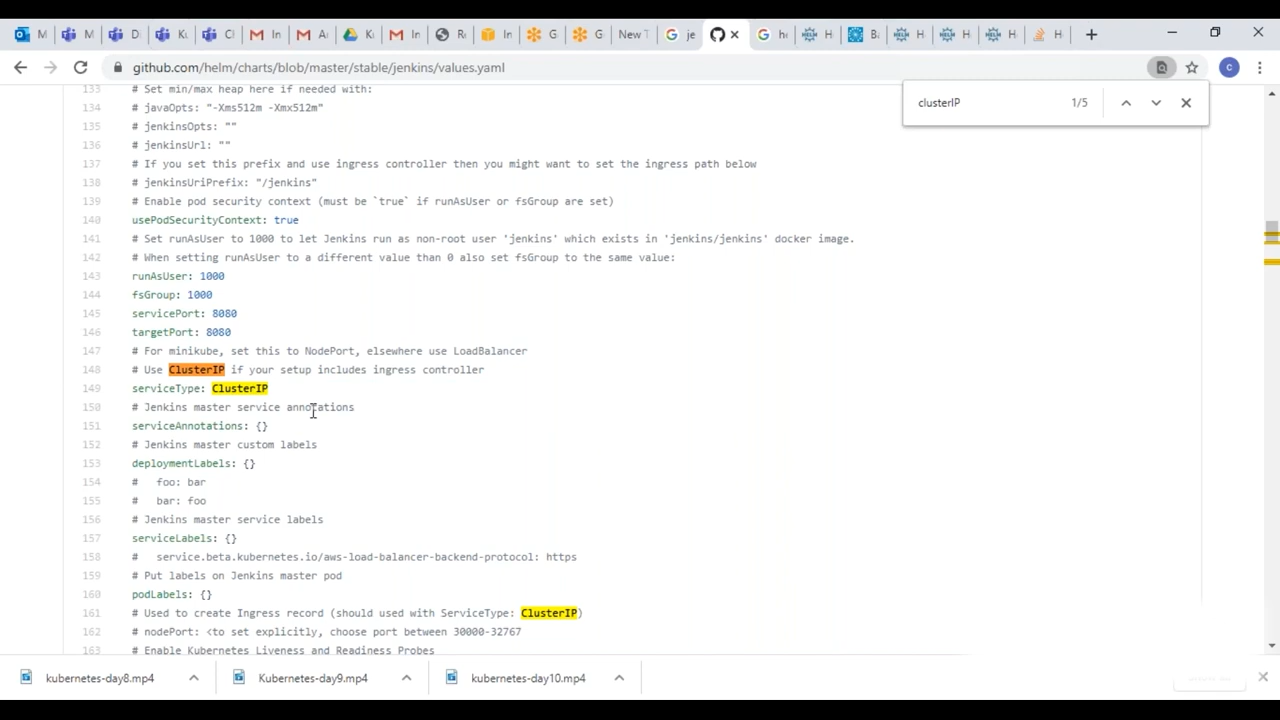 M
M
D
Ku
Cl
In
A
Ki
In
Ro
In
G
G
New T
je
he
H
Ba
H
H
H
H
github.com/helm/charts/blob/master/stable/jenkins/values.yaml
C
clusterIP 1/5
133 # Set min/max heap here if needed with:
134 # javaOpts: "-Xms512m -Xmx512m"
135 # jenkinsOpts: ""
136 # jenkinsUrl: ""
137 # If you set this prefix and use ingress controller then you might want to set the ingress path below
138 # jenkinsUriPrefix: "/jenkins"
139 # Enable pod security context (must be `true` if runAsUser or fsGroup are set)
140 usePodSecurityContext: true
141 # Set runAsUser to 1000 to let Jenkins run as non-root user 'jenkins' which exists in 'jenkins/jenkins' docker image.
142 # When setting runAsUser to a different value than 0 also set fsGroup to the same value:
143 runAsUser: 1000
144 fsGroup: 1000
145 servicePort: 8080
146 targetPort: 8080
147 # For minikube, set this to NodePort, elsewhere use LoadBalancer
148 # Use ClusterIP if your setup includes ingress controller
149 serviceType: ClusterIP
150 # Jenkins master service annotations
151 serviceAnnotations: {}
152 # Jenkins master custom labels
153 deploymentLabels: {}
154 # foo: bar
155 # bar: foo
156 # Jenkins master service labels
157 serviceLabels: {}
158 # service.beta.kubernetes.io/aws-load-balancer-backend-protocol: https
159 # Put labels on Jenkins master pod
160 podLabels: {}
161 # Used to create Ingress record (should used with ServiceType: ClusterIP)
162 # nodePort: <to set explicitly, choose port between 30000-32767
163 # Enable Kubernetes Liveness and Readiness Probes
kubernetes-day8.mp4
Kubernetes-day9.mp4
kubernetes-day10.mp4